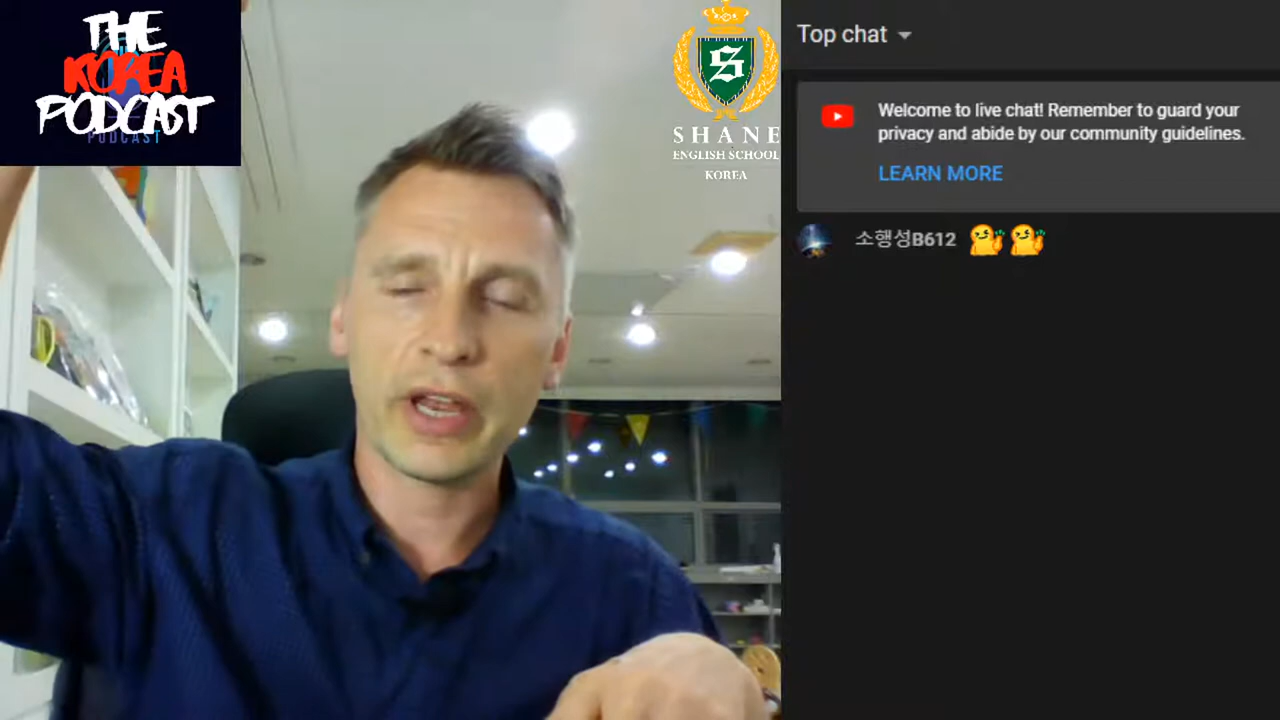 THE
KOREA
PODCAST
PODCAST
S
SHANE
ENGLISH SCHOOL
KOREA
Top chat
Welcome to live chat! Remember to guard your
privacy and abide by our community guidelines.
LEARN MORE
소행성B612